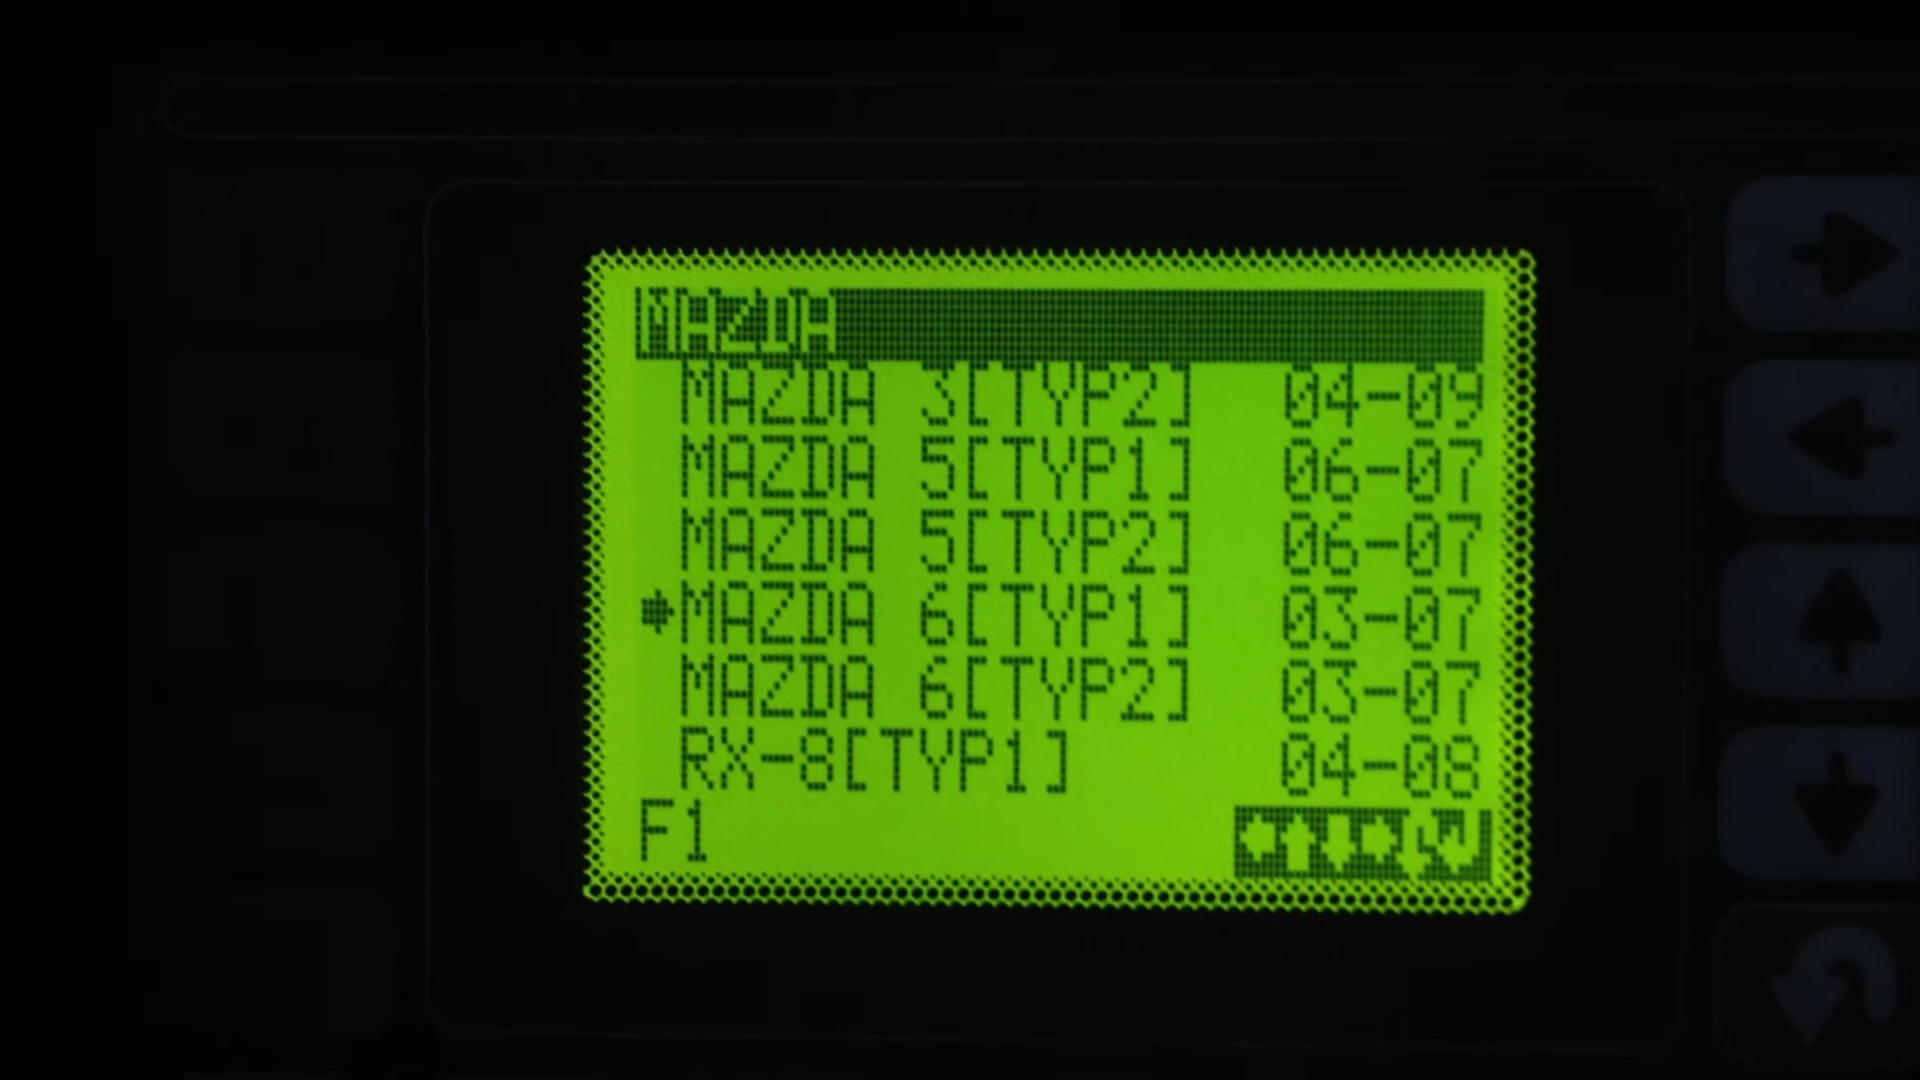 MAZDA
MAZDA 3[TYP2] 04-09
MAZDA 5[TYP1] 06-07
MAZDA 5[TYP2] 06-07
MAZDA 6[TYP1] 03-07
MAZDA 6[TYP2] 03-07
RX-8[TYP1] 04-08
F1